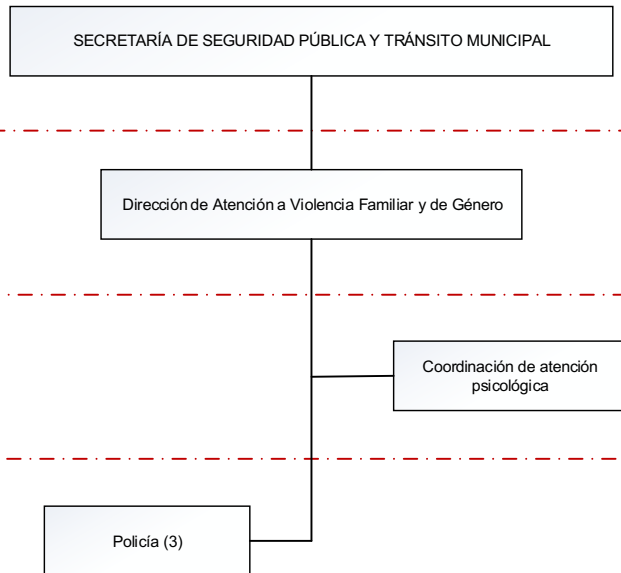 SECRETARÍA DE SEGURIDAD PÚBLICA Y TRÁNSITO MUNICIPAL
Dirección de Atención a Violencia Familiar y de Género
Coordinación de atención
psicológica
Policía (3)